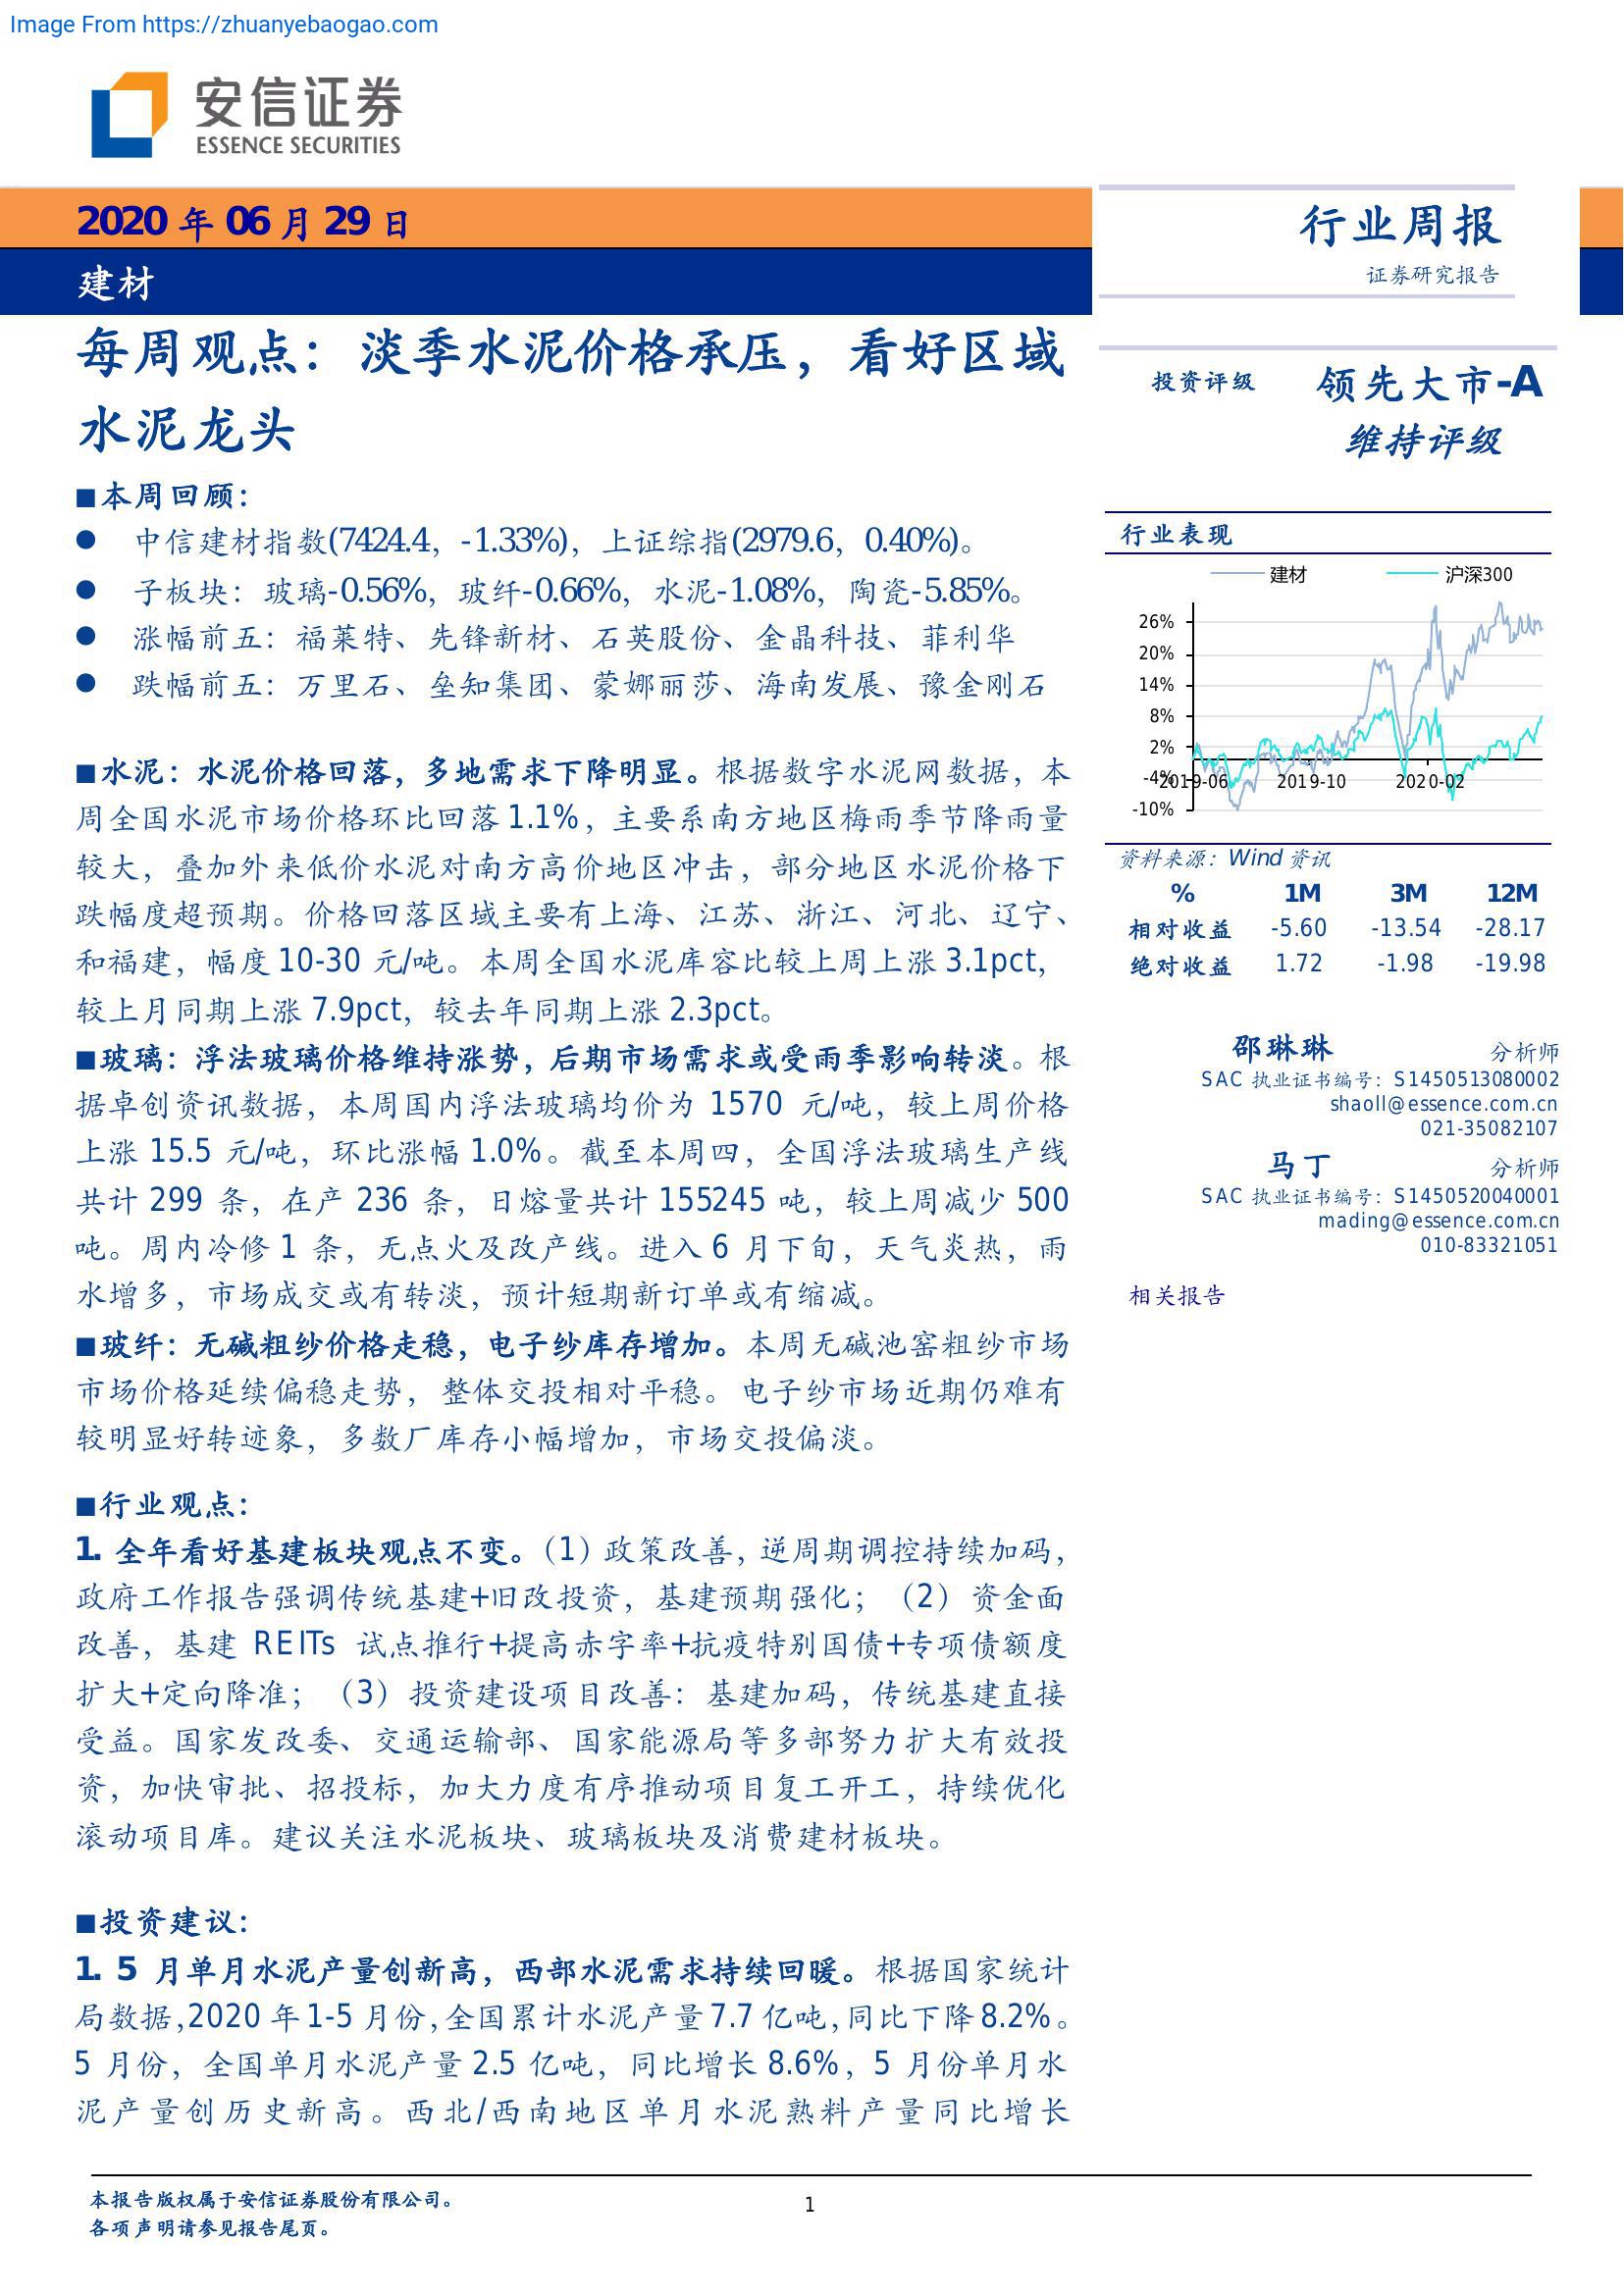 Image From https://zhuanyebaogao.com
安信证券
ESSENCE SECURITIES
2020 年 06 月 29 日
建材
行业周报
证券研究报告
每周观点：淡季水泥价格承压，看好区域
水泥龙头
■本周回顾：
● 中信建材指数(7424.4，-1.33%)，上证综指(2979.6，0.40%)。
● 子板块：玻璃-0.56%，玻纤-0.66%，水泥-1.08%，陶瓷-5.85%。
● 涨幅前五：福莱特、先锋新材、石英股份、金晶科技、菲利华
● 跌幅前五：万里石、垒知集团、蒙娜丽莎、海南发展、豫金刚石
■水泥：水泥价格回落，多地需求下降明显。根据数字水泥网数据，本
周全国水泥市场价格环比回落 1.1%，主要系南方地区梅雨季节降雨量
较大，叠加外来低价水泥对南方高价地区冲击，部分地区水泥价格下
跌幅度超预期。价格回落区域主要有上海、江苏、浙江、河北、辽宁、
和福建，幅度 10-30 元/吨。本周全国水泥库容比较上周上涨 3.1pct，
较上月同期上涨 7.9pct，较去年同期上涨 2.3pct。
■玻璃：浮法玻璃价格维持涨势，后期市场需求或受雨季影响转淡。根
据卓创资讯数据，本周国内浮法玻璃均价为 1570 元/吨，较上周价格
上涨 15.5 元/吨，环比涨幅 1.0%。截至本周四，全国浮法玻璃生产线
共计 299 条，在产 236 条，日熔量共计 155245 吨，较上周减少 500
吨。周内冷修 1 条，无点火及改产线。进入 6 月下旬，天气炎热，雨
水增多，市场成交或有转淡，预计短期新订单或有缩减。
■玻纤：无碱粗纱价格走稳，电子纱库存增加。本周无碱池窑粗纱市场
市场价格延续偏稳走势，整体交投相对平稳。电子纱市场近期仍难有
较明显好转迹象，多数厂库存小幅增加，市场交投偏淡。
■行业观点：
1. 全年看好基建板块观点不变。（1）政策改善，逆周期调控持续加码，
政府工作报告强调传统基建+旧改投资，基建预期强化；（2）资金面
改善，基建 REITs 试点推行+提高赤字率+抗疫特别国债+专项债额度
扩大+定向降准；（3）投资建设项目改善：基建加码，传统基建直接
受益。国家发改委、交通运输部、国家能源局等多部努力扩大有效投
资，加快审批、招投标，加大力度有序推动项目复工开工，持续优化
滚动项目库。建议关注水泥板块、玻璃板块及消费建材板块。
■投资建议：
1. 5 月单月水泥产量创新高，西部水泥需求持续回暖。根据国家统计
局数据，2020 年 1-5 月份，全国累计水泥产量 7.7 亿吨，同比下降 8.2%。
5 月份，全国单月水泥产量 2.5 亿吨，同比增长 8.6%，5 月份单月水
泥产量创历史新高。西北/西南地区单月水泥熟料产量同比增长
投资评级 领先大市-A
维持评级
行业表现
建材 沪深300
26%
20%
14%
8%
2%
-4%
-10%
2019-06 2019-10 2020-02
资料来源：Wind 资讯
% 1M 3M 12M
相对收益 -5.60 -13.54 -28.17
绝对收益 1.72 -1.98 -19.98
邵琳琳 分析师
SAC 执业证书编号：S1450513080002
shaoll@essence.com.cn
021-35082107
马丁 分析师
SAC 执业证书编号：S1450520040001
mading@essence.com.cn
010-83321051
相关报告
本报告版权属于安信证券股份有限公司。
各项声明请参见报告尾页。
1